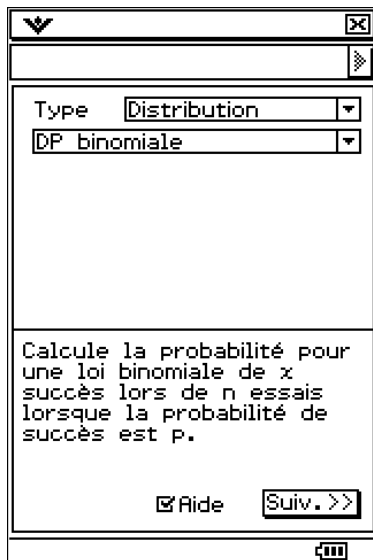 Type Distribution
DP binomiale
Calcule la probabilité pour
une loi binomiale de x
succès lors de n essais
lorsque la probabilité de
succès est p.
Aide Suiv.>>